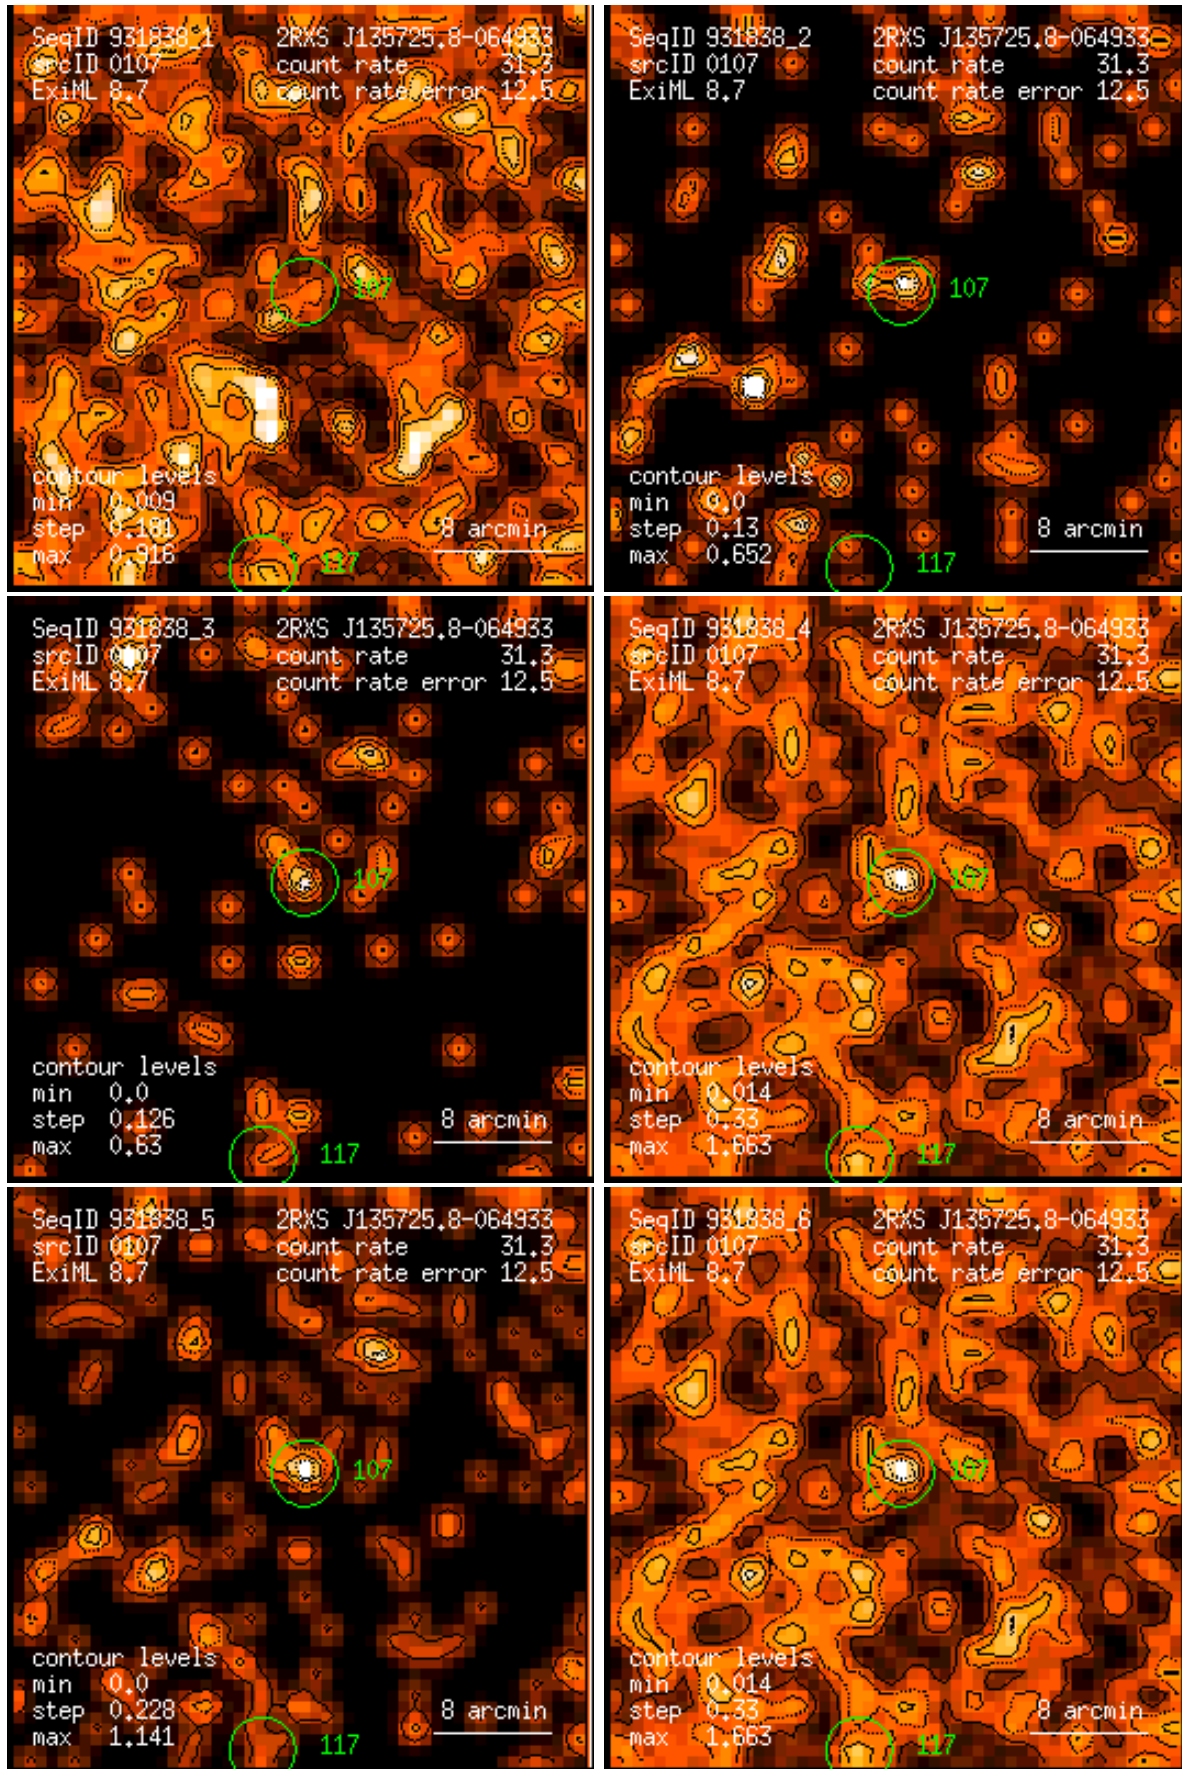 SeqID 931838_1 2RXS J135725.8-064933
srcID 0107 count rate 31.3
ExiML 8.7 count rate error 12.5
107
contour levels
min 0.009
step 0.181 8 arcmin
max 0.916 117
SeqID 931838_2 2RXS J135725.8-064933
srcID 0107 count rate 31.3
ExiML 8.7 count rate error 12.5
107
contour levels
min 0.0
step 0.13 8 arcmin
max 0.652 117
SeqID 931838_3 2RXS J135725.8-064933
srcID 0107 count rate 31.3
ExiML 8.7 count rate error 12.5
107
contour levels
min 0.0
step 0.126 8 arcmin
max 0.63 117
SeqID 931838_4 2RXS J135725.8-064933
srcID 0107 count rate 31.3
ExiML 8.7 count rate error 12.5
107
contour levels
min 0.014
step 0.33 8 arcmin
max 1.663 117
SeqID 931838_5 2RXS J135725.8-064933
srcID 0107 count rate 31.3
ExiML 8.7 count rate error 12.5
107
contour levels
min 0.0
step 0.228 8 arcmin
max 1.141 117
SeqID 931838_6 2RXS J135725.8-064933
srcID 0107 count rate 31.3
ExiML 8.7 count rate error 12.5
107
contour levels
min 0.014
step 0.33 8 arcmin
max 1.663 117